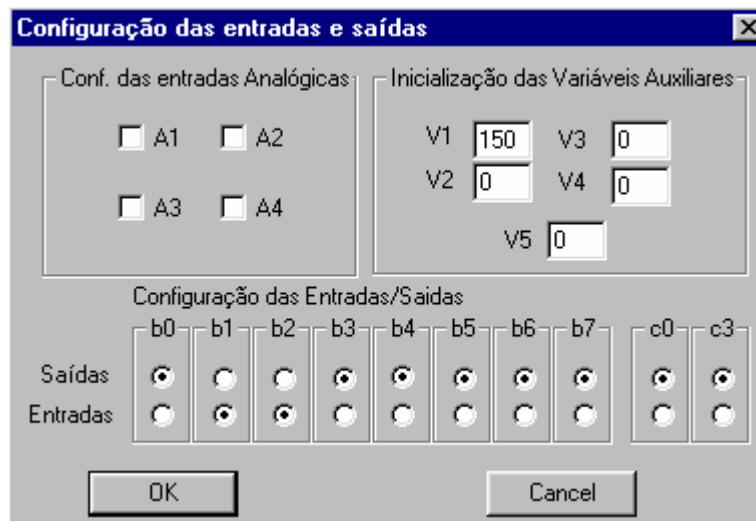 Configuração das entradas e saídas
Conf. das entradas Analógicas
A1 A2
A3 A4
Inicialização das Variáveis Auxiliares
V1 150 V3 0
V2 0 V4 0
V5 0
Configuração das Entradas/Saidas
b0 b1 b2 b3 b4 b5 b6 b7 c0 c3
Saídas
Entradas
OK Cancel